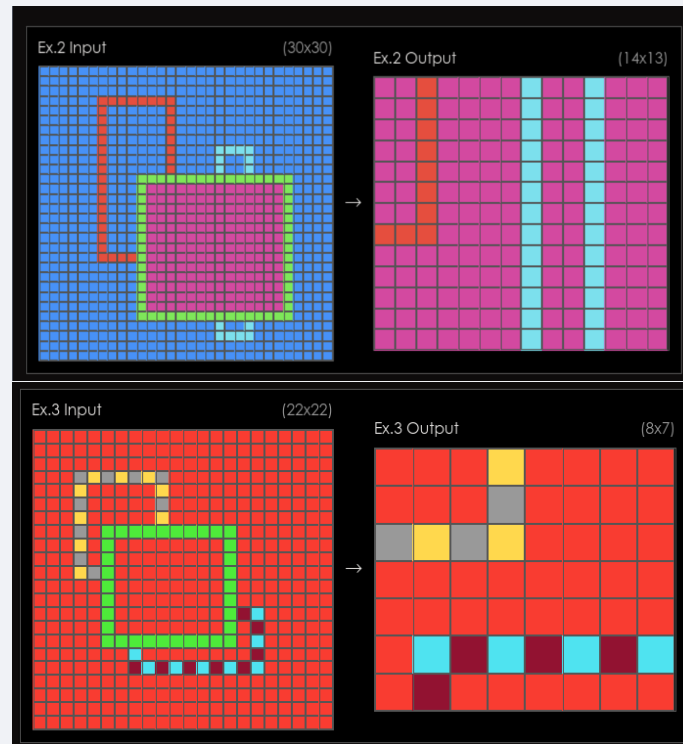 Ex.2 Input (30x30)
Ex.2 Output (14x13)
→
Ex.3 Input (22x22)
Ex.3 Output (8x7)
→